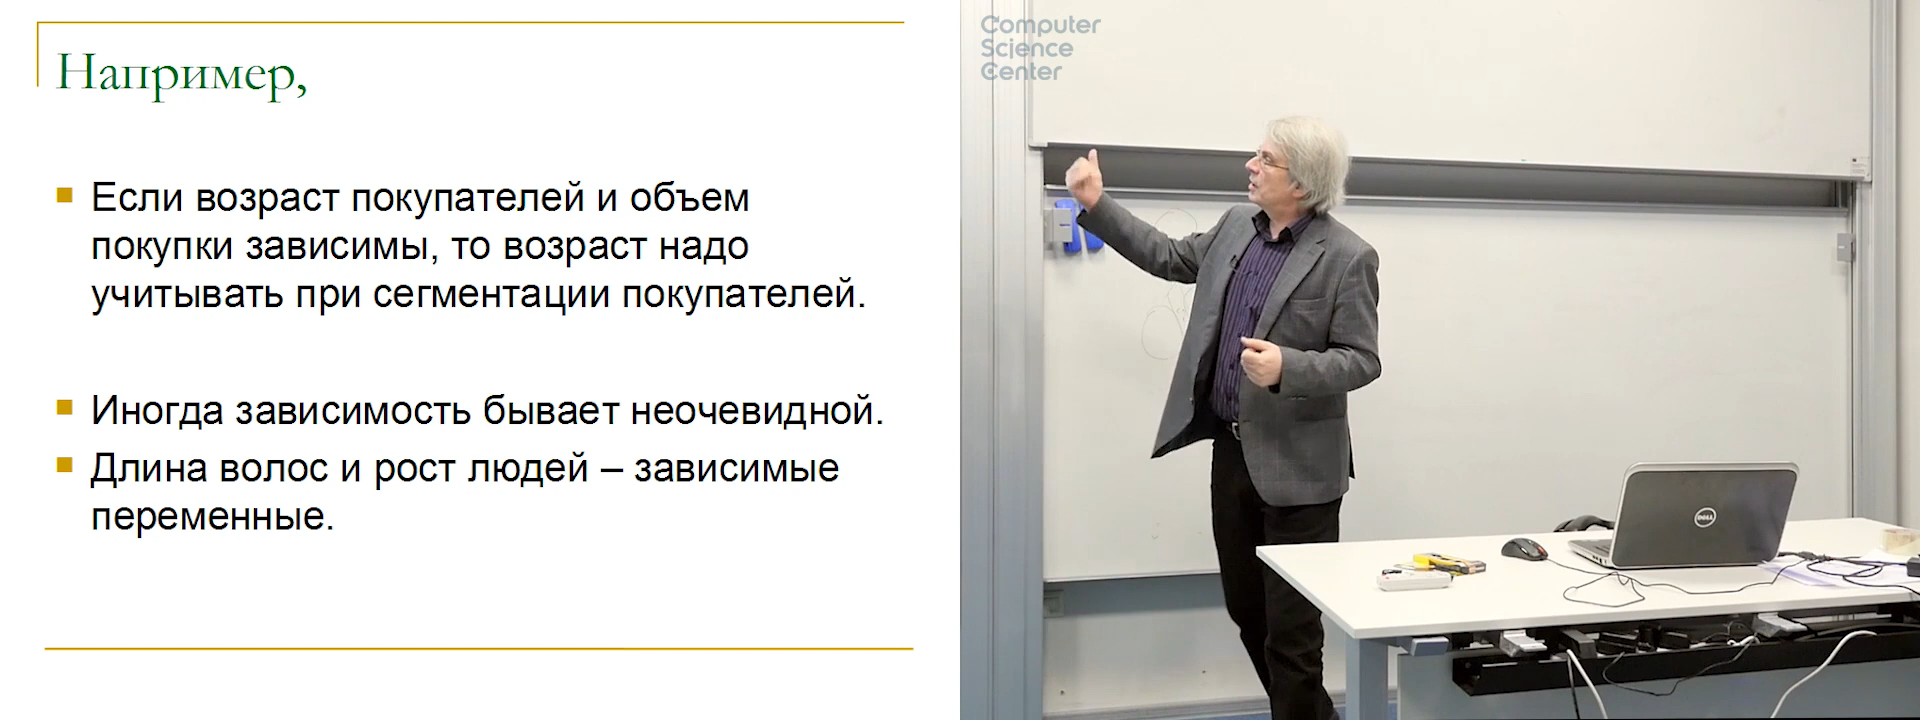 Например,
Если возраст покупателей и объем
покупки зависимы, то возраст надо
учитывать при сегментации покупателей.
Иногда зависимость бывает неочевидной.
Длина волос и рост людей – зависимые
переменные.
Computer
Science
Center
DELL